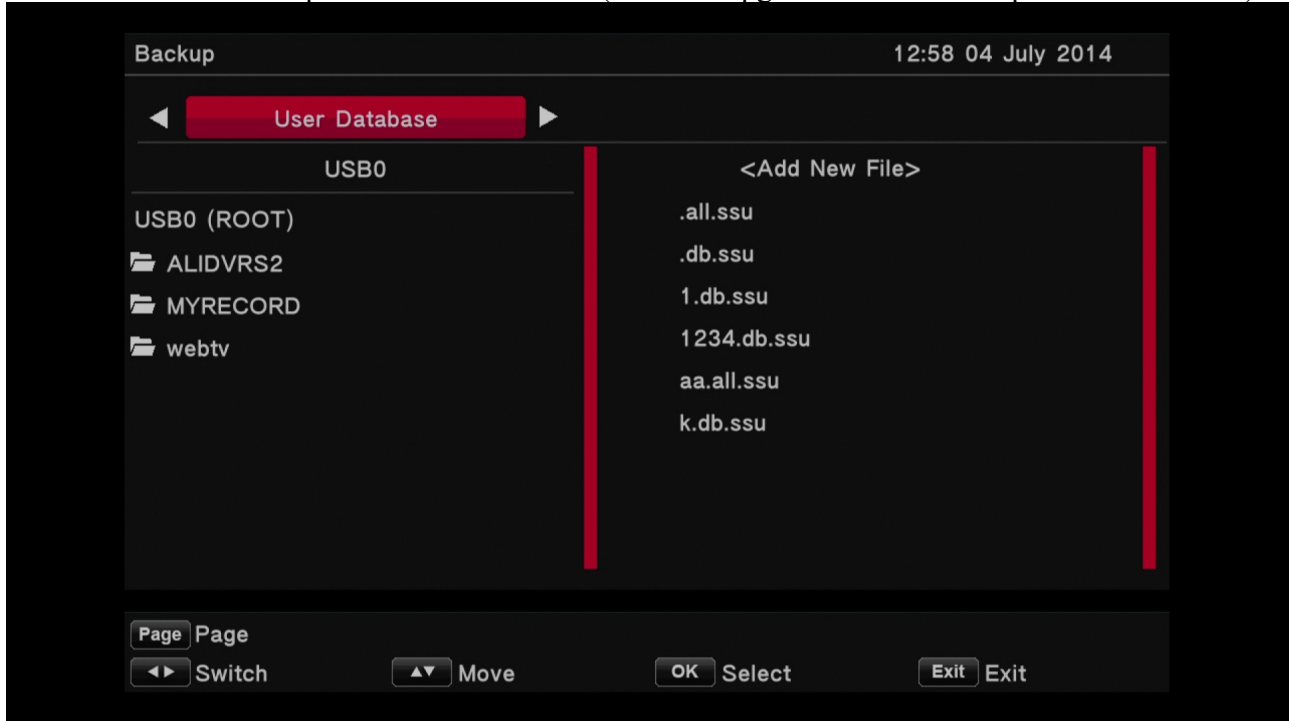 Backup 12:58 04 July 2014
User Database
USB0 <Add New File>
USB0 (ROOT) .all.ssu
ALIDVRS2 .db.ssu
MYRECORD 1.db.ssu
webtv 1234.db.ssu
aa.all.ssu
k.db.ssu
Page Page
Switch Move OK Select Exit Exit